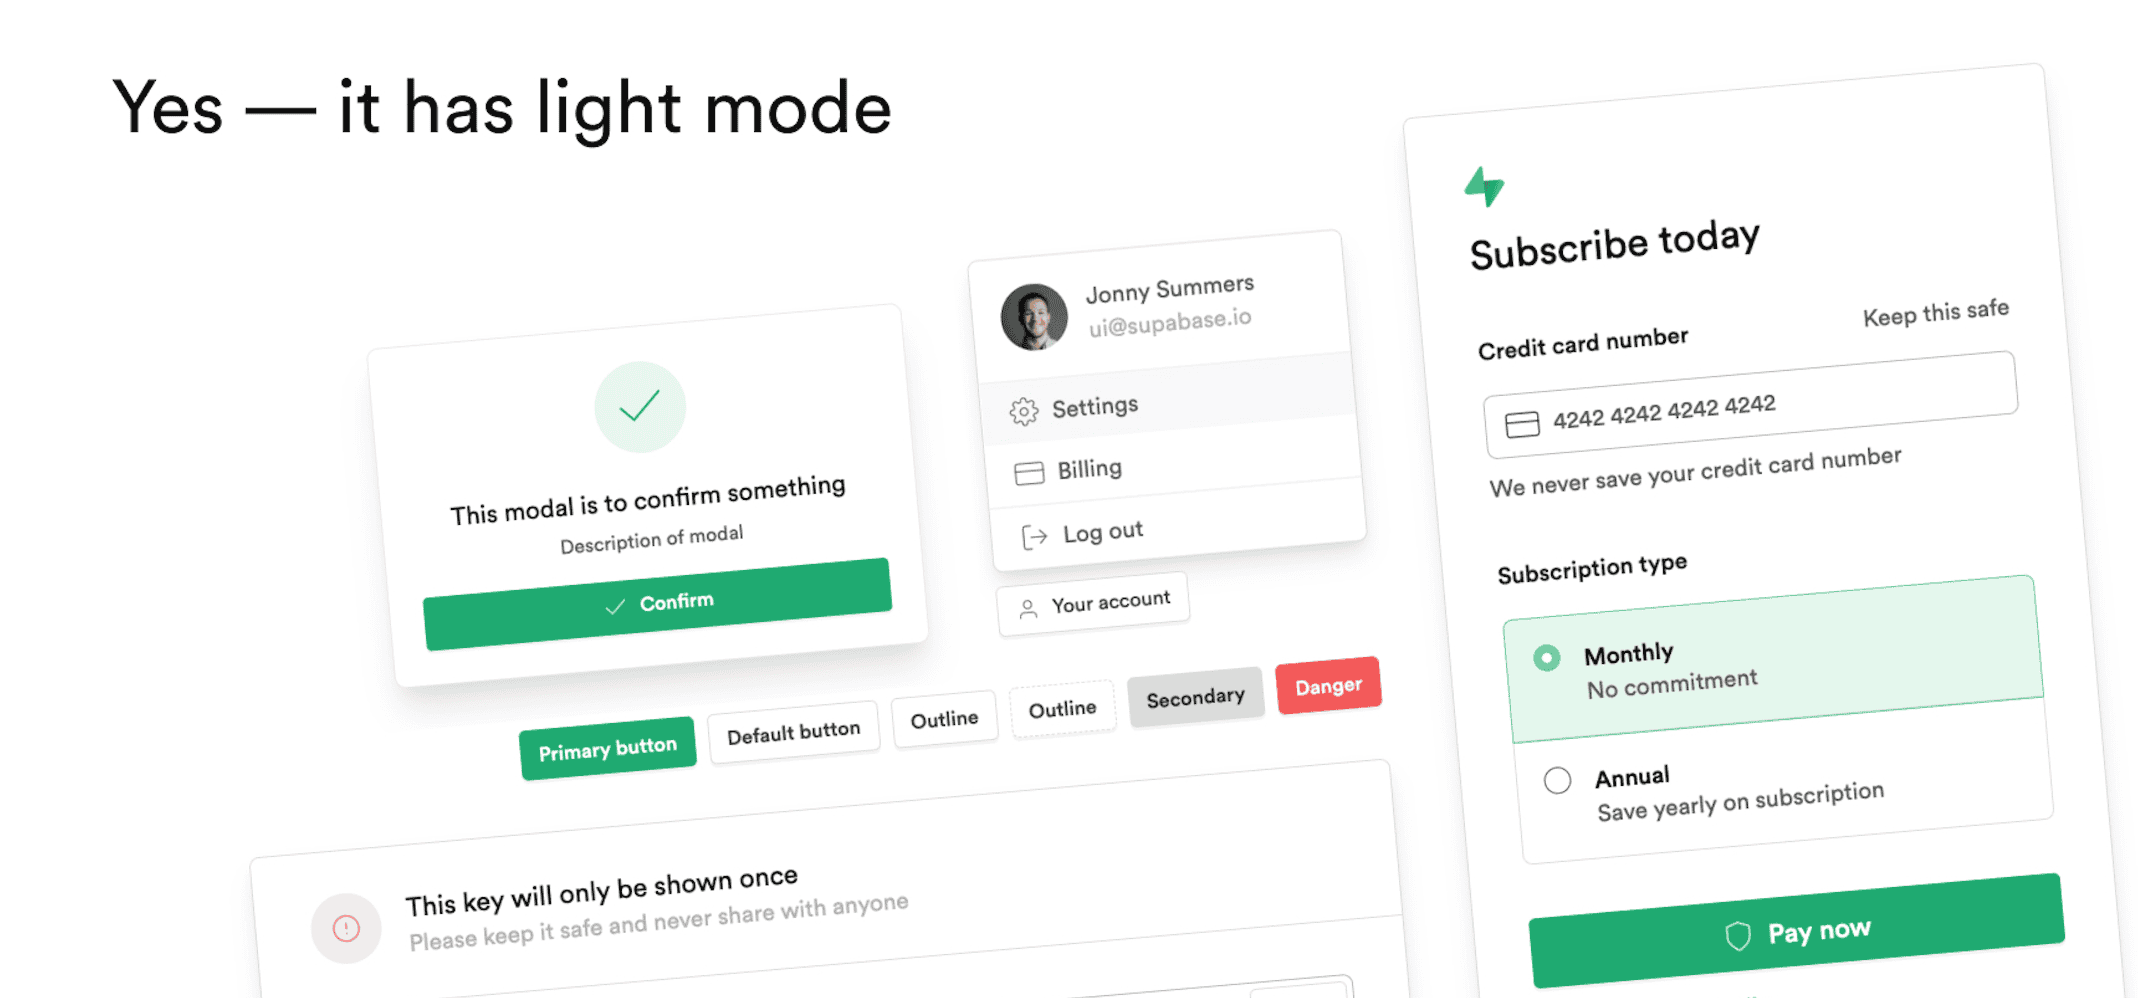 Yes — it has light mode
This modal is to confirm something
Description of modal
Confirm
Jonny Summers
ui@supabase.io
Settings
Billing
Log out
Your account
Primary button
Default button
Outline
Outline
Secondary
Danger
This key will only be shown once
Please keep it safe and never share with anyone
Subscribe today
Credit card number
Keep this safe
4242 4242 4242 4242
We never save your credit card number
Subscription type
Monthly
No commitment
Annual
Save yearly on subscription
Pay now